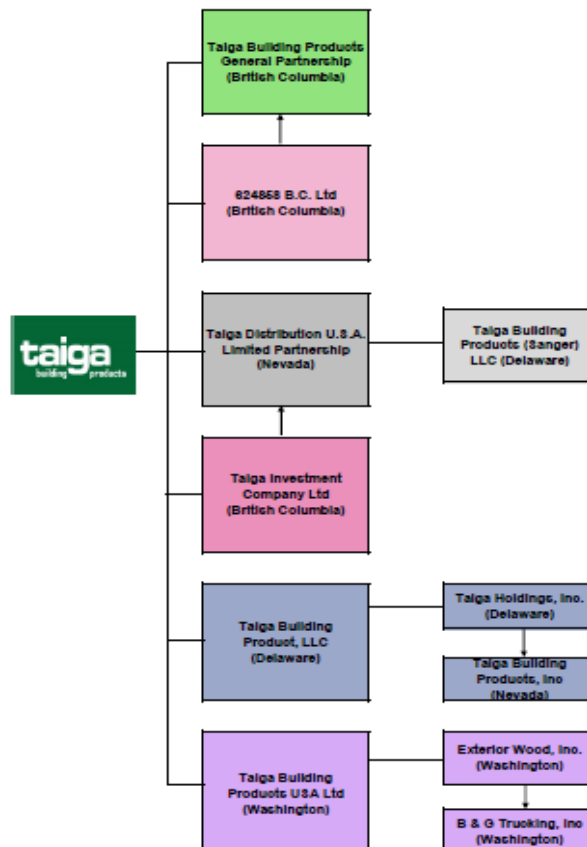 Taiga Building Products
General Partnership
(British Columbia)
624858 B.C. Ltd
(British Columbia)
taiga
building products
Taiga Distribution U.S.A.
Limited Partnership
(Nevada)
Taiga Building
Products (Sanger)
LLC (Delaware)
Taiga Investment
Company Ltd
(British Columbia)
Taiga Building
Product, LLC
(Delaware)
Taiga Holdings, Inc.
(Delaware)
Taiga Building
Products, Inc
(Nevada)
Taiga Building
Products USA Ltd
(Washington)
Exterior Wood, Inc.
(Washington)
B & G Trucking, Inc
(Washington)